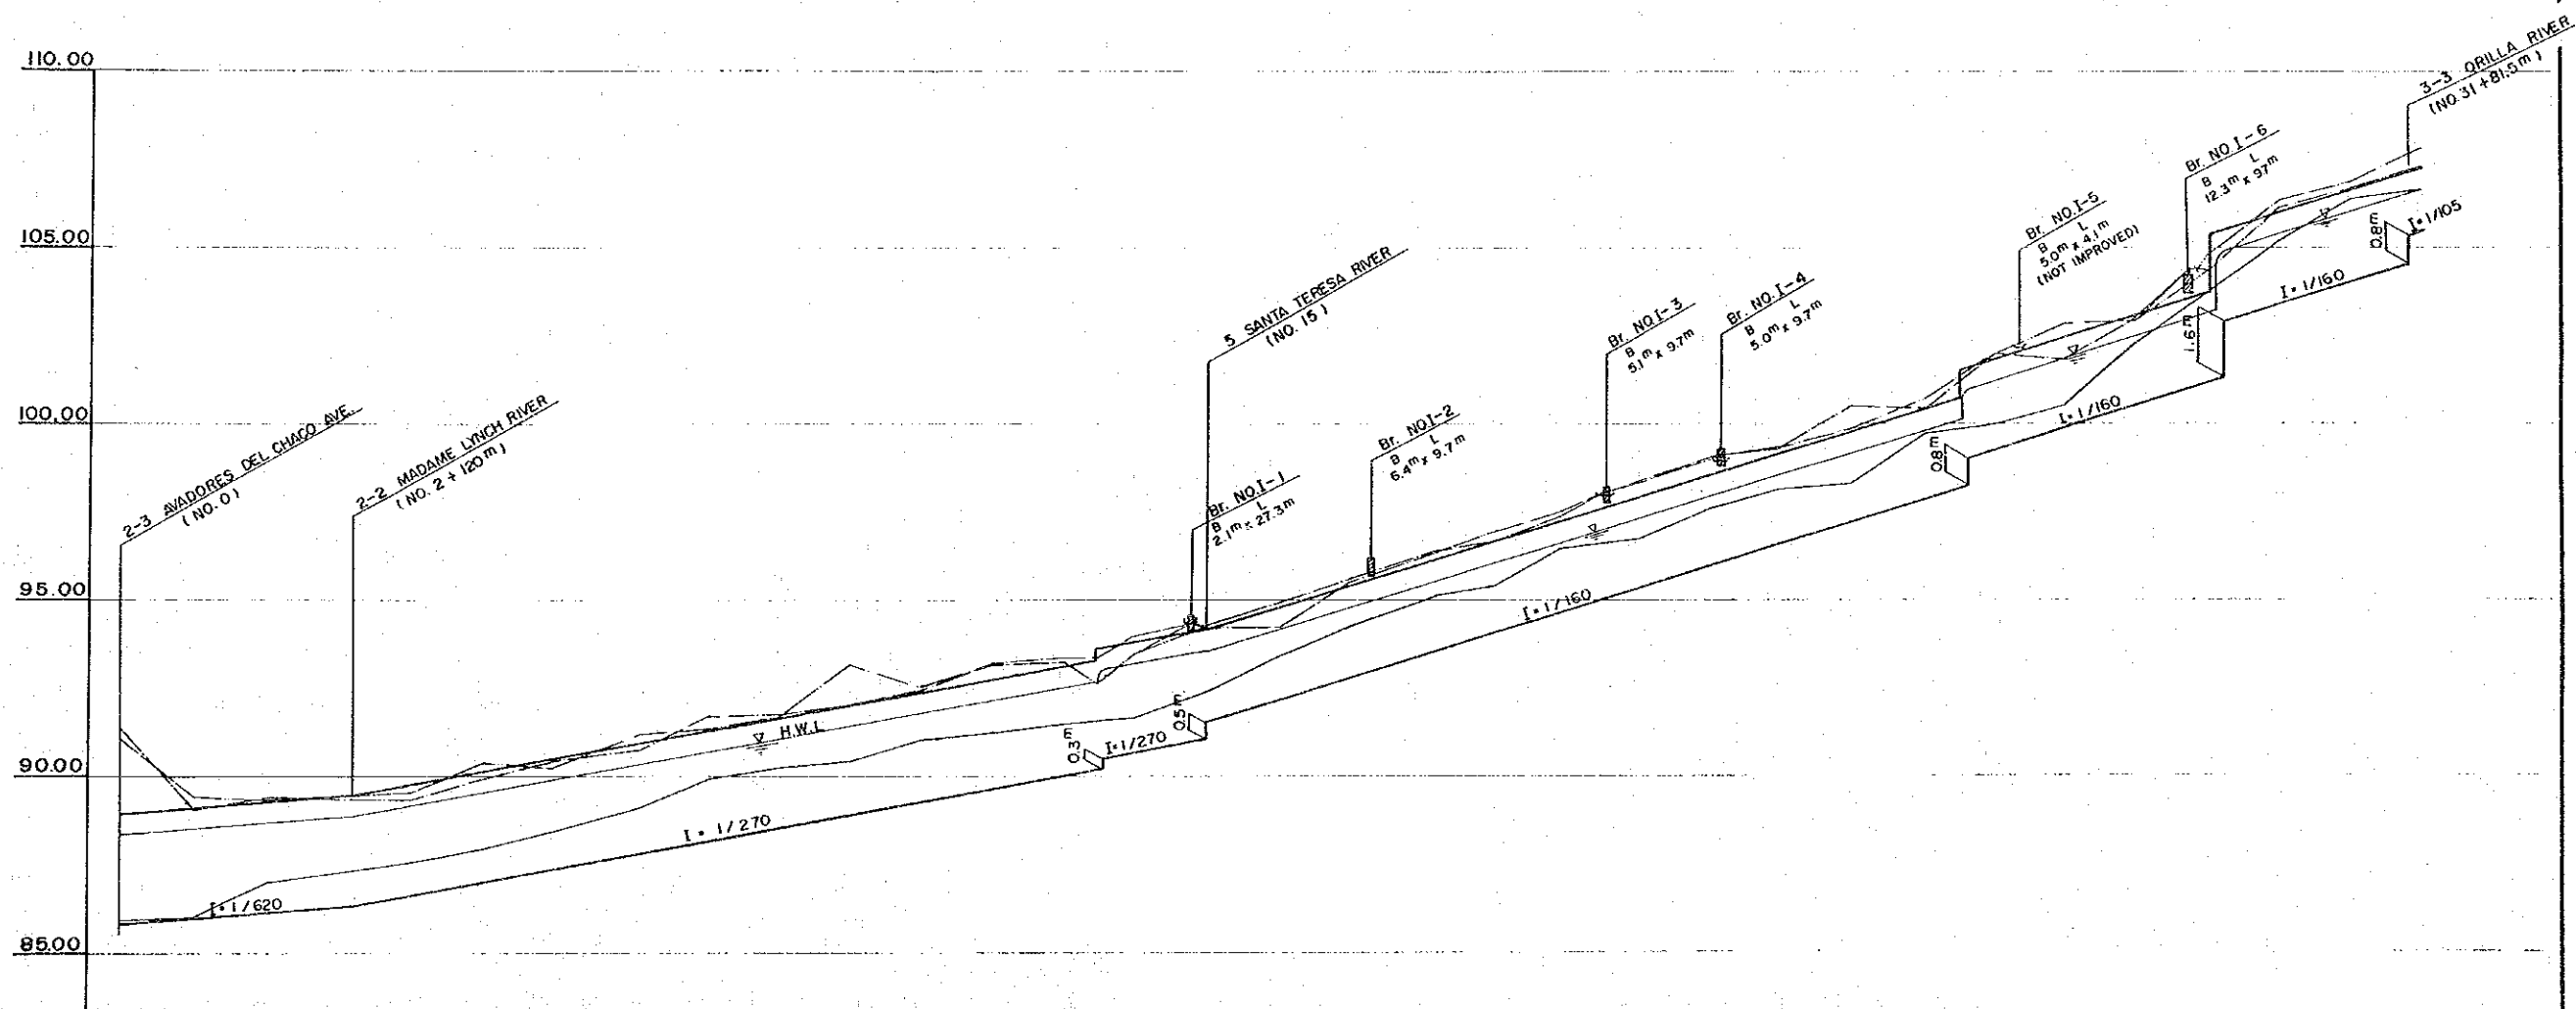 110.00
105.00
100.00
95.00
90.00
85.00
2-3 AVADORES DEL CHACO AVE.
(NO. 0)
2-2 MADAME LYNCH RIVER
(NO. 2 + 120m)
Br. NO.I-1
B L
2.1m x 27.3m
5 SANTA TERESA RIVER
(NO. 15)
Br. NO.I-2
B L
6.4m x 9.7m
Br. NO.I-3
B L
5.1m x 9.7m
Br. NO.I-4
B L
5.0m x 9.7m
Br. NO.I-5
B L
5.0m x 4.1m
(NOT IMPROVED)
Br. NO.I-6
B L
12.3m x 97m
3-3 ORILLA RIVER
(NO.31 +81.5m)
H.W.L
I=1/620
I=1/270
0.3m
I=1/270
0.5m
I=1/160
0.8m
I=1/160
1.6m
I=1/160
0.8m
I=1/105